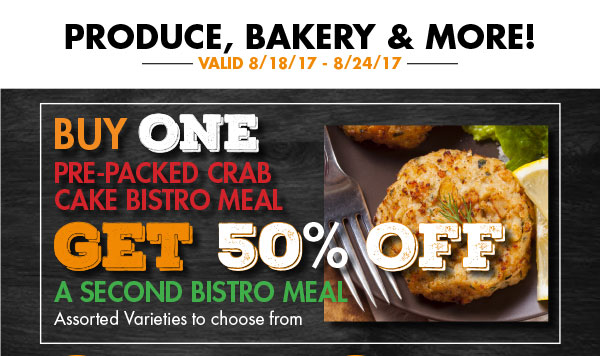 PRODUCE, BAKERY & MORE!
VALID 8/18/17 - 8/24/17
BUY ONE
PRE-PACKED CRAB
CAKE BISTRO MEAL
GET 50% OFF
A SECOND BISTRO MEAL
Assorted Varieties to choose from